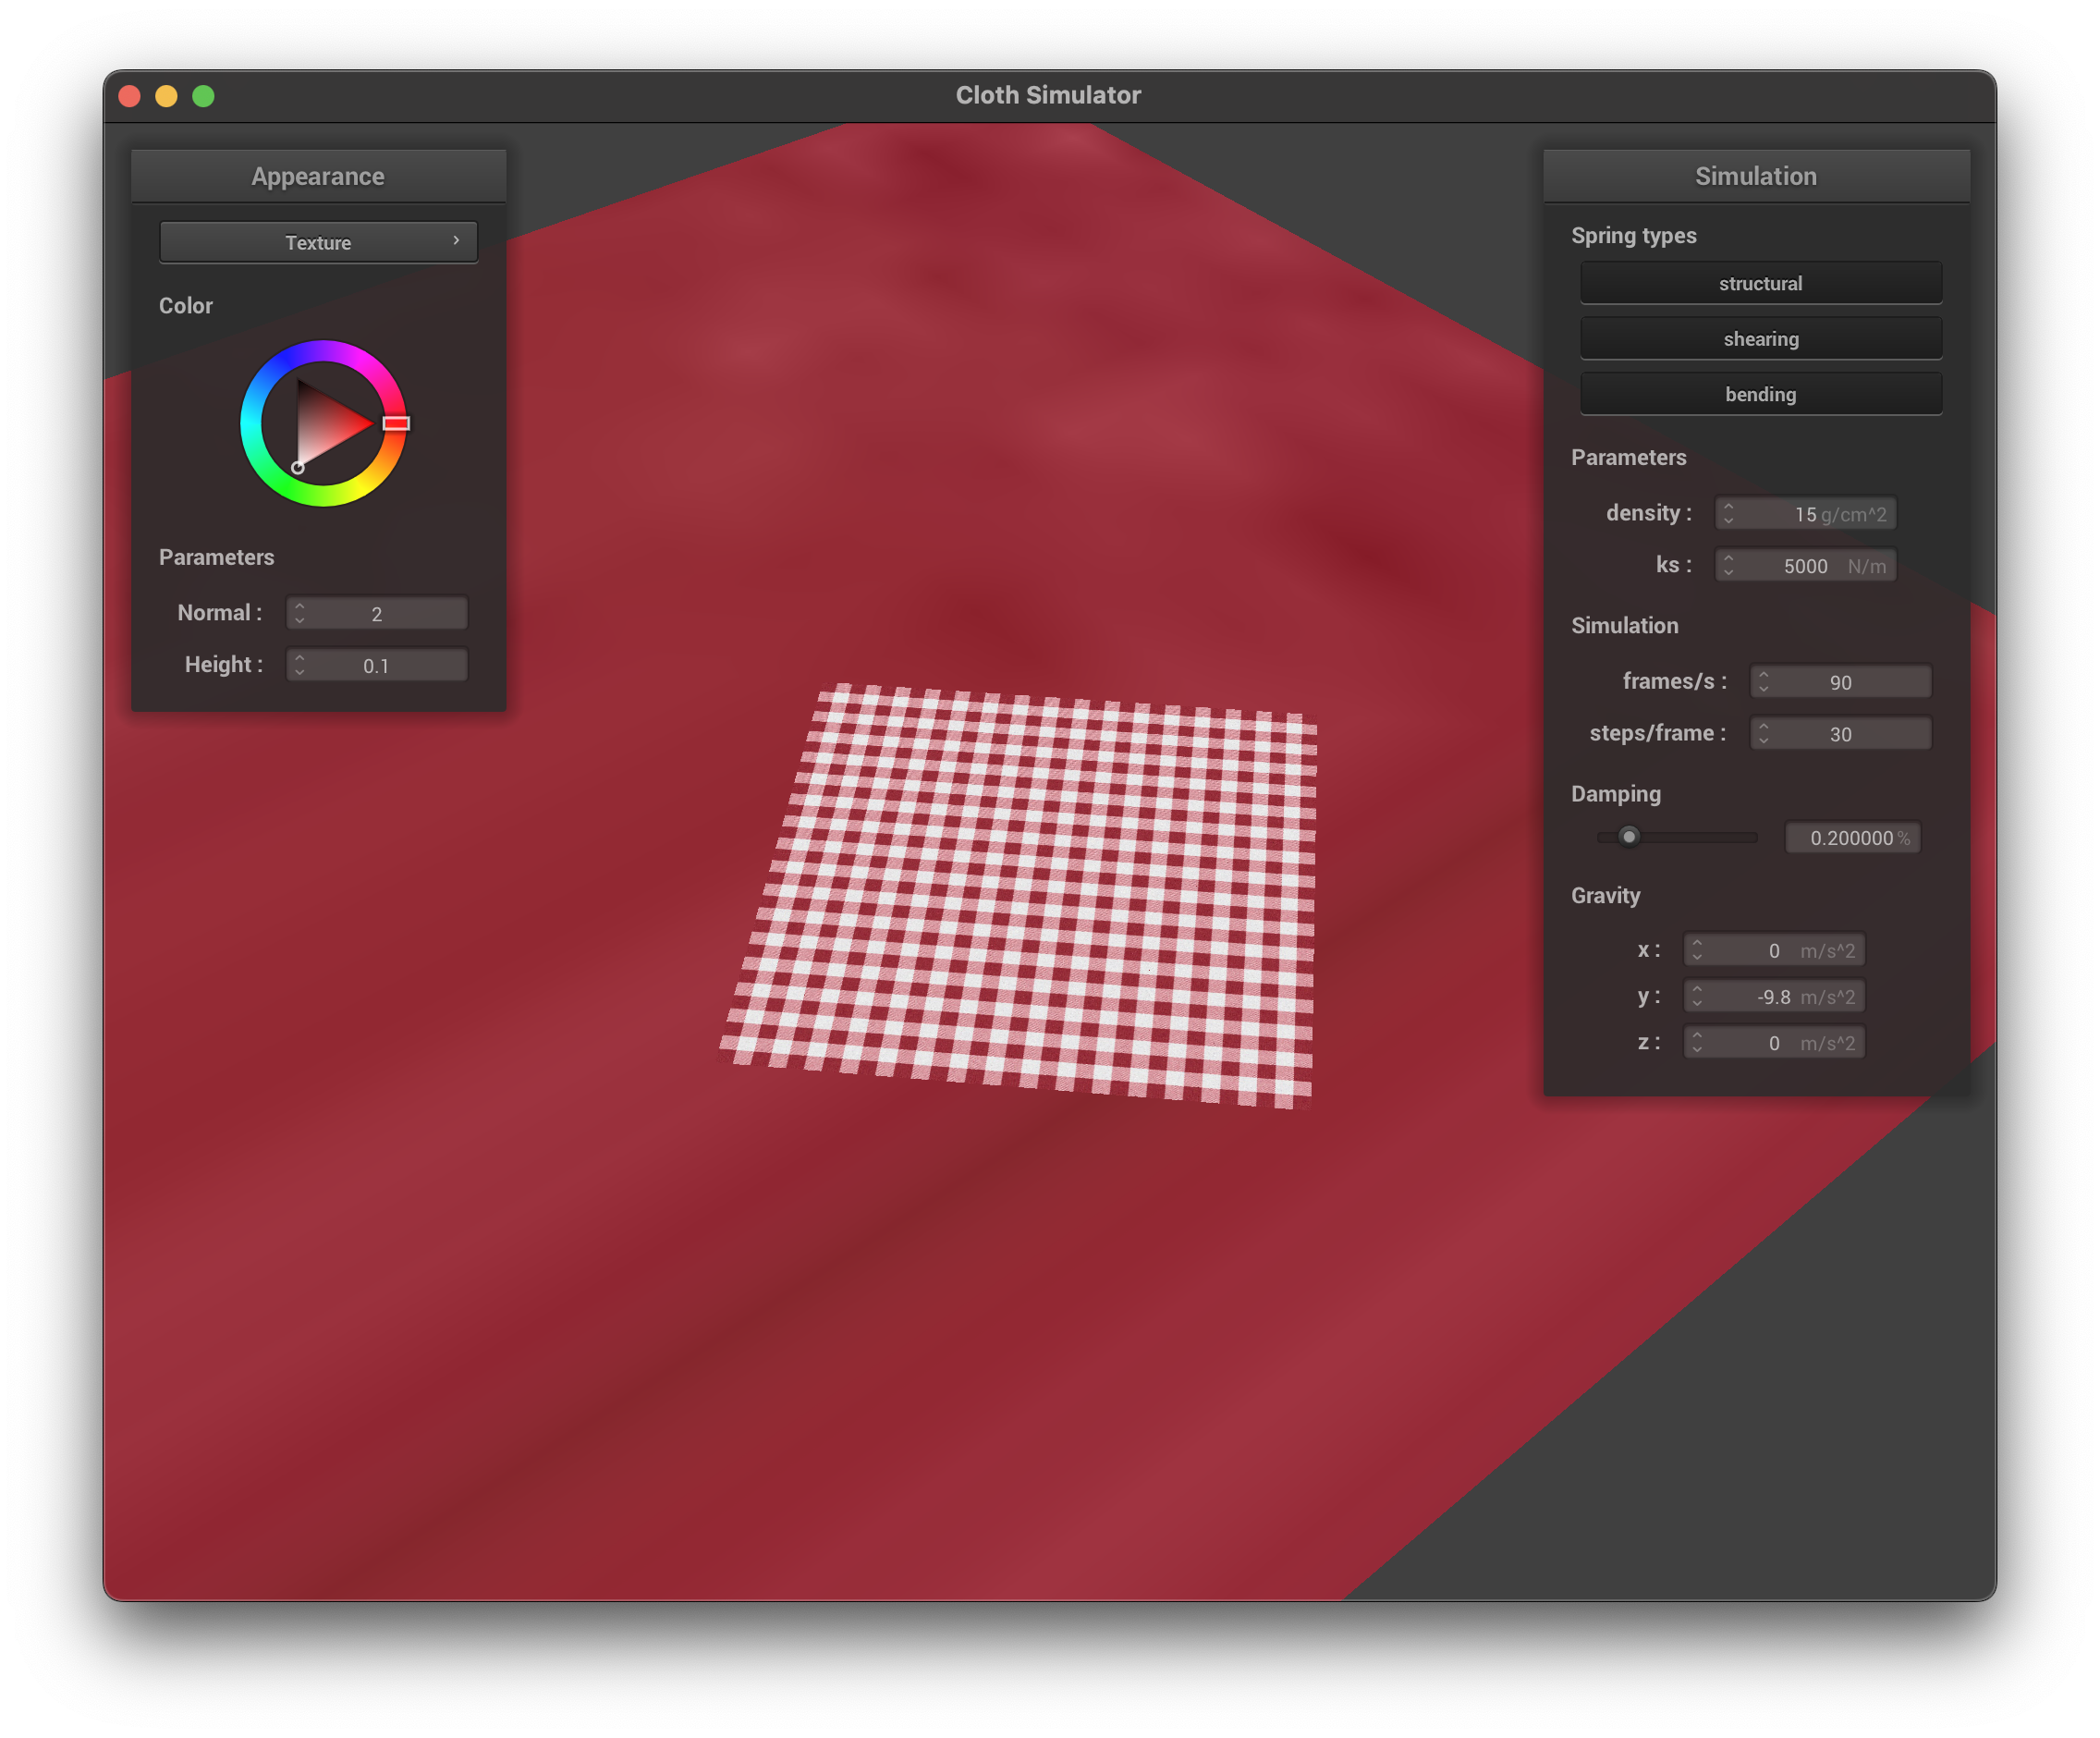 Cloth Simulator
Appearance
Texture
Color
Parameters
Normal : 2
Height : 0.1
Simulation
Spring types
structural
shearing
bending
Parameters
density : 15 g/cm^2
ks : 5000 N/m
Simulation
frames/s : 90
steps/frame : 30
Damping
0.200000 %
Gravity
x : 0 m/s^2
y : -9.8 m/s^2
z : 0 m/s^2